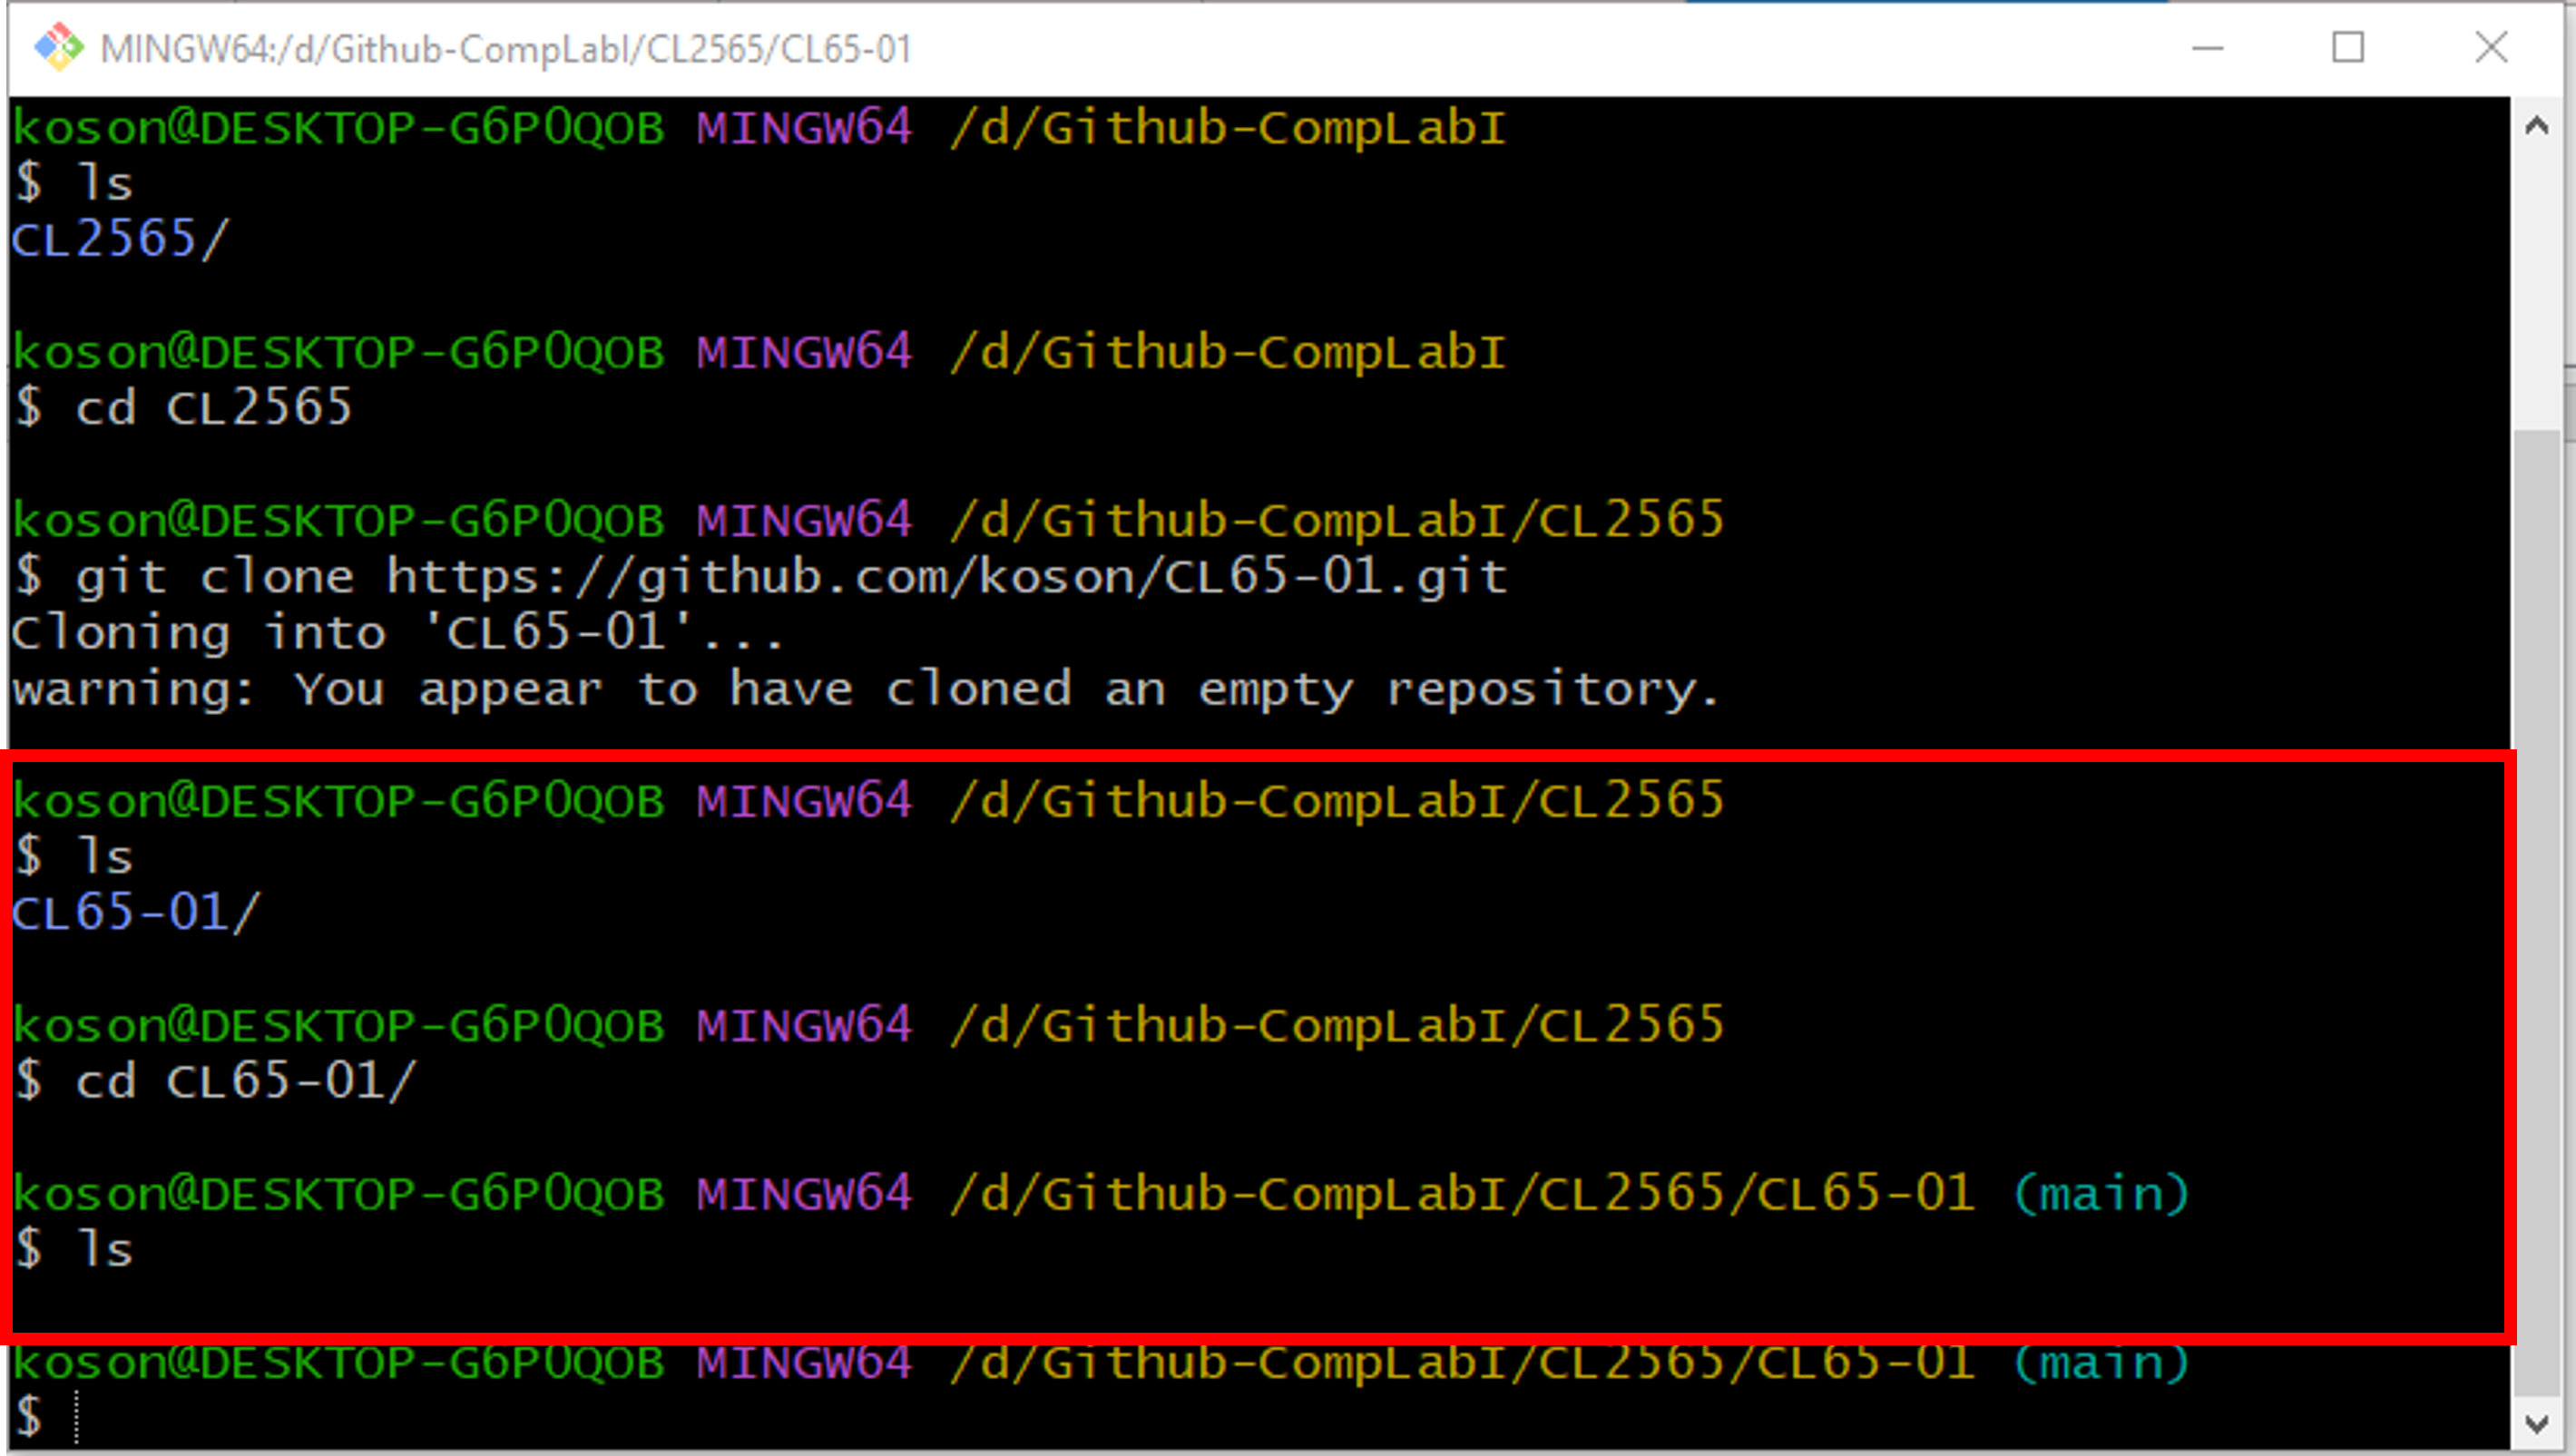 MINGW64:/d/Github-CompLabI/CL2565/CL65-01
koson@DESKTOP-G6P0QOB MINGW64 /d/Github-CompLabI
$ ls
CL2565/
koson@DESKTOP-G6P0QOB MINGW64 /d/Github-CompLabI
$ cd CL2565
koson@DESKTOP-G6P0QOB MINGW64 /d/Github-CompLabI/CL2565
$ git clone https://github.com/koson/CL65-01.git
Cloning into 'CL65-01'...
warning: You appear to have cloned an empty repository.
koson@DESKTOP-G6P0QOB MINGW64 /d/Github-CompLabI/CL2565
$ ls
CL65-01/
koson@DESKTOP-G6P0QOB MINGW64 /d/Github-CompLabI/CL2565
$ cd CL65-01/
koson@DESKTOP-G6P0QOB MINGW64 /d/Github-CompLabI/CL2565/CL65-01 (main)
$ ls
koson@DESKTOP-G6P0QOB MINGW64 /d/Github-CompLabI/CL2565/CL65-01 (main)
$